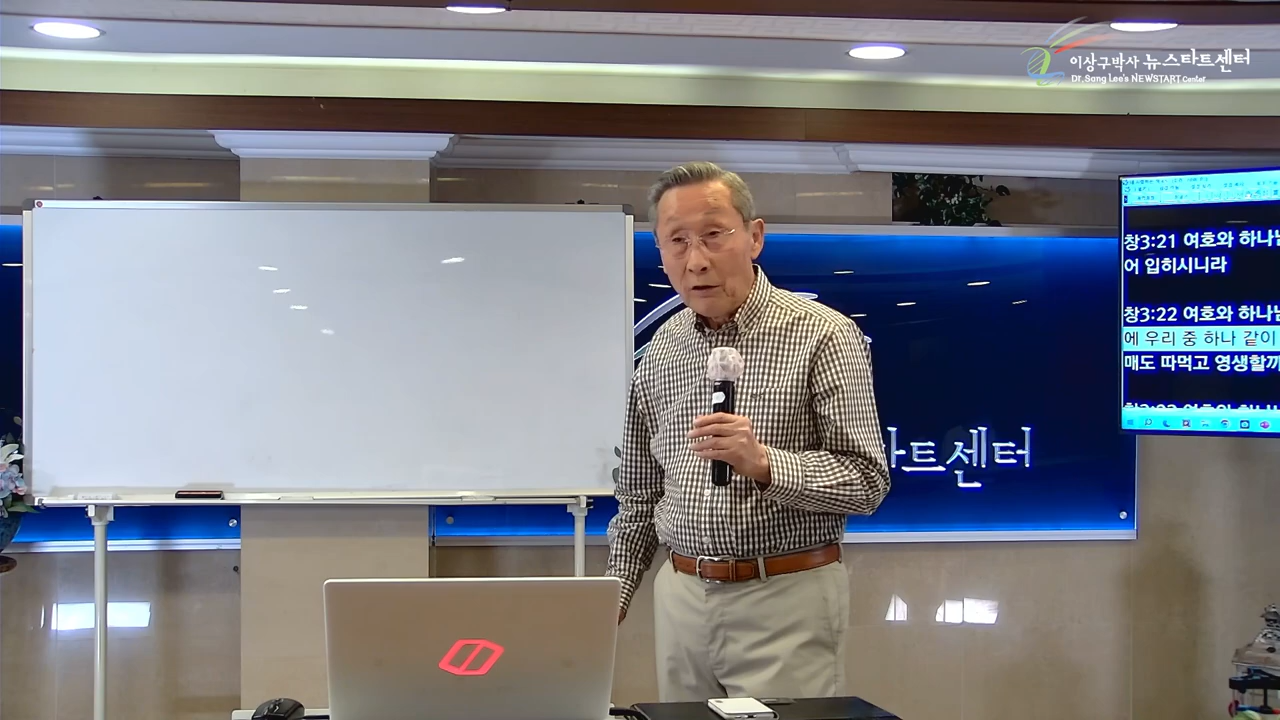 이상구박사 뉴스타트센터
Dr. Sang Lee's NEWSTART Center
창3:21 여호와 하나님
어 입히시니라
창3:22 여호와 하나님
에 우리 중 하나 같이
매도 따먹고 영생할까
타트센터